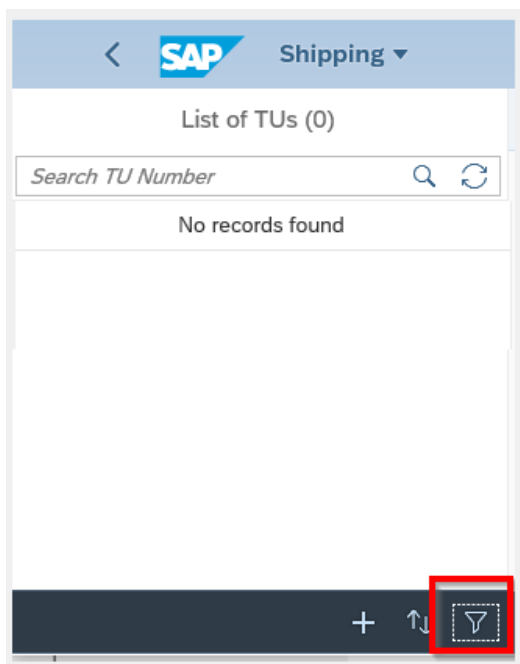 SAP Shipping
List of TUs (0)
Search TU Number
No records found